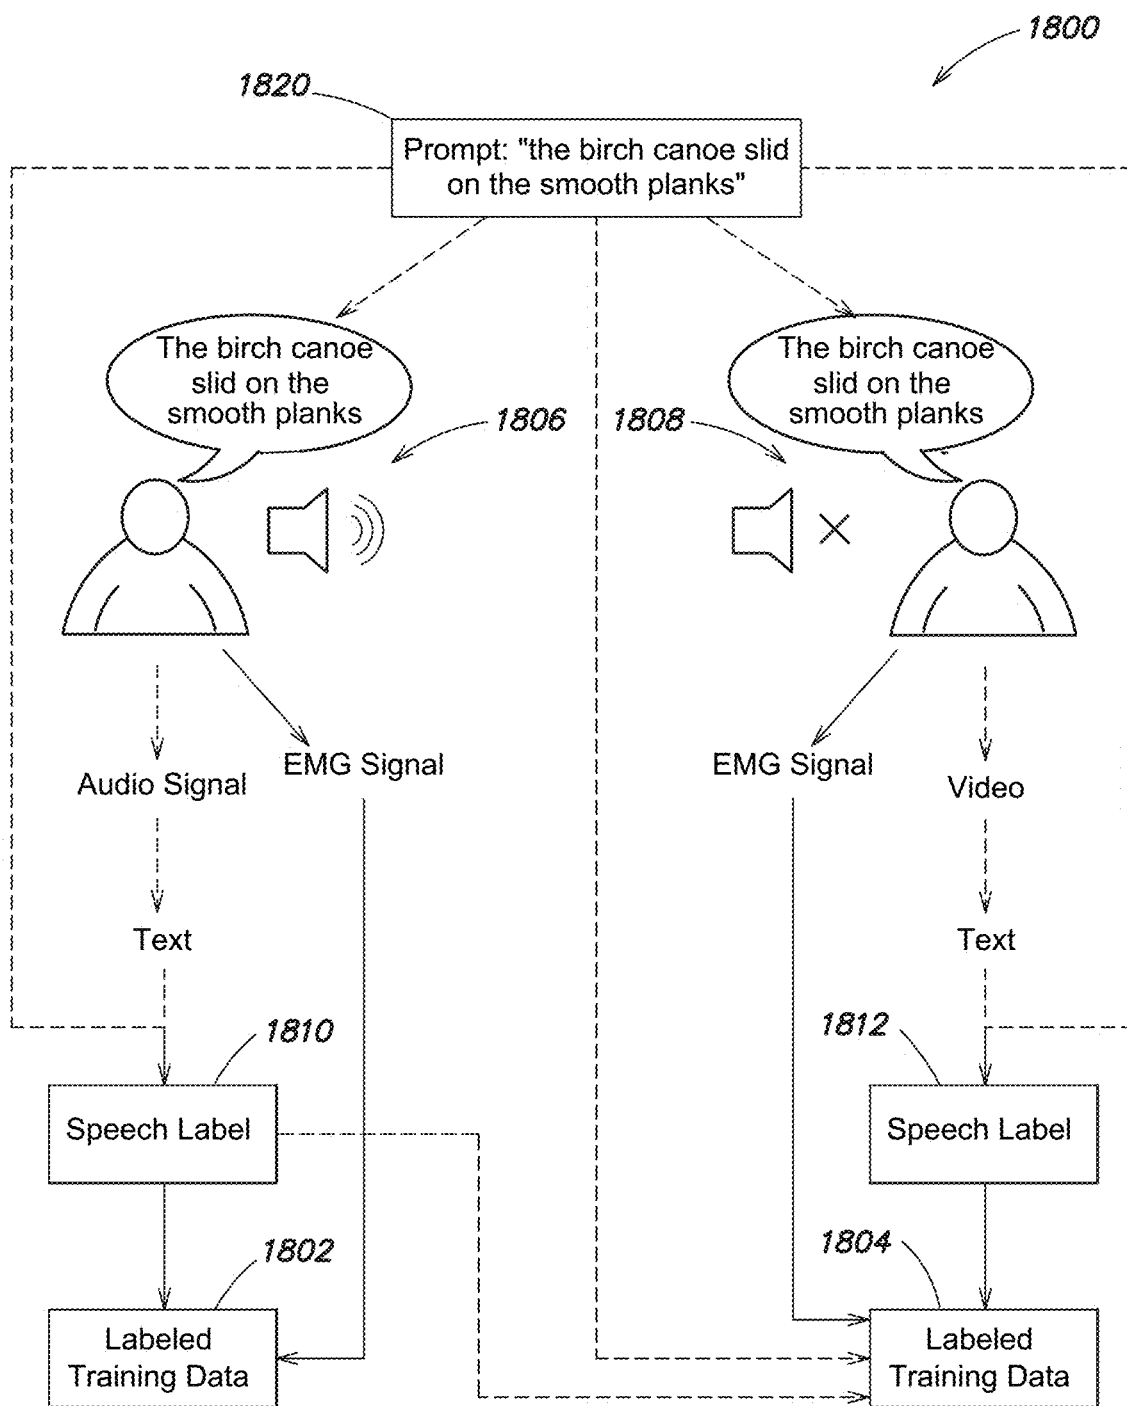 1800
1820
Prompt: "the birch canoe slid
on the smooth planks"
The birch canoe
slid on the
smooth planks
The birch canoe
slid on the
smooth planks
1806
1808
EMG Signal
EMG Signal
Audio Signal
Video
Text
Text
1810
1812
Speech Label
Speech Label
1802
1804
Labeled
Training Data
Labeled
Training Data